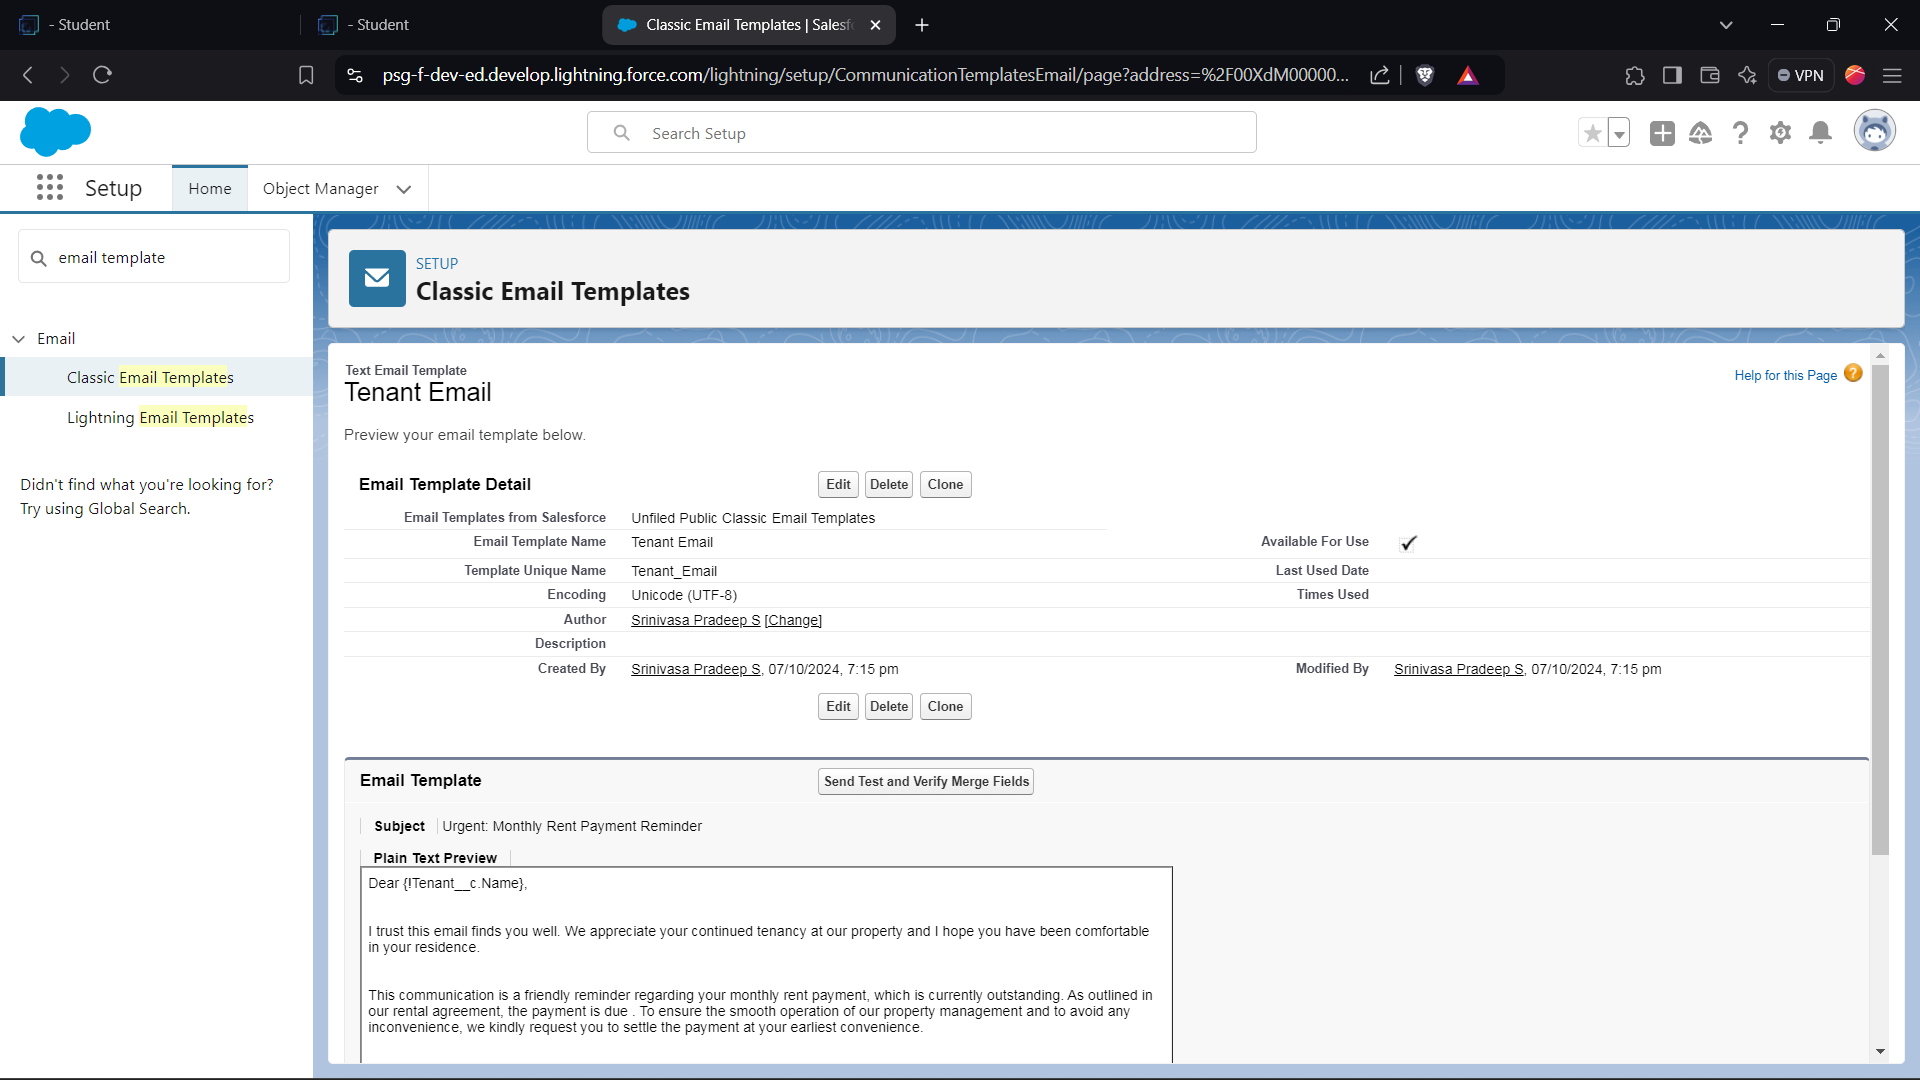 - Student
- Student
Classic Email Templates | Salesf
psg-f-dev-ed.develop.lightning.force.com/lightning/setup/CommunicationTemplatesEmail/page?address=%2F00XdM00000...
VPN
Search Setup
Setup
Home
Object Manager
email template
Email
Classic Email Templates
Lightning Email Templates
Didn't find what you're looking for?
Try using Global Search.
SETUP
Classic Email Templates
Text Email Template
Tenant Email
Help for this Page
Preview your email template below.
Email Template Detail
Edit Delete Clone
Email Templates from Salesforce Unfiled Public Classic Email Templates
Email Template Name Tenant Email Available For Use
Template Unique Name Tenant_Email Last Used Date
Encoding Unicode (UTF-8) Times Used
Author Srinivasa Pradeep S [Change]
Description
Created By Srinivasa Pradeep S, 07/10/2024, 7:15 pm Modified By Srinivasa Pradeep S, 07/10/2024, 7:15 pm
Edit Delete Clone
Email Template Send Test and Verify Merge Fields
Subject Urgent: Monthly Rent Payment Reminder
Plain Text Preview
Dear {!Tenant__c.Name},
I trust this email finds you well. We appreciate your continued tenancy at our property and I hope you have been comfortable
in your residence.
This communication is a friendly reminder regarding your monthly rent payment, which is currently outstanding. As outlined in
our rental agreement, the payment is due . To ensure the smooth operation of our property management and to avoid any
inconvenience, we kindly request you to settle the payment at your earliest convenience.